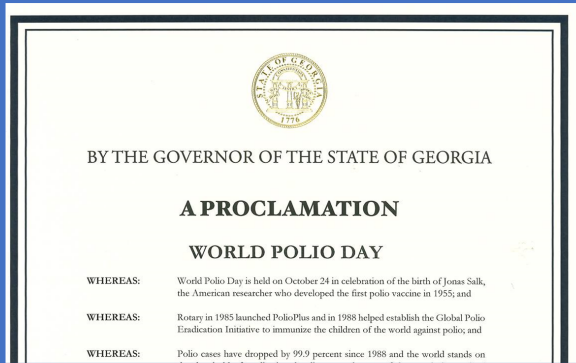 STATE OF GEORGIA
1776
BY THE GOVERNOR OF THE STATE OF GEORGIA
A PROCLAMATION
WORLD POLIO DAY
WHEREAS: World Polio Day is held on October 24 in celebration of the birth of Jonas Salk,
the American researcher who developed the first polio vaccine in 1955; and
WHEREAS: Rotary in 1985 launched PolioPlus and in 1988 helped establish the Global Polio
Eradication Initiative to immunize the children of the world against polio; and
WHEREAS: Polio cases have dropped by 99.9 percent since 1988 and the world stands on